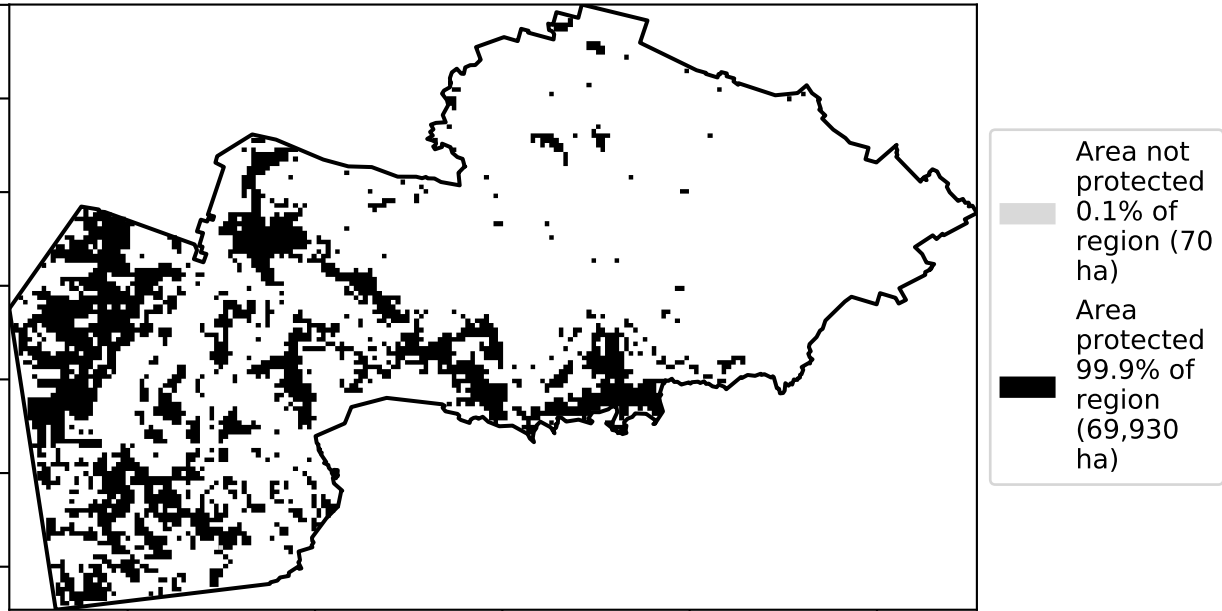 Area not
protected
0.1% of
region (70
ha)
Area
protected
99.9% of
region
(69,930
ha)